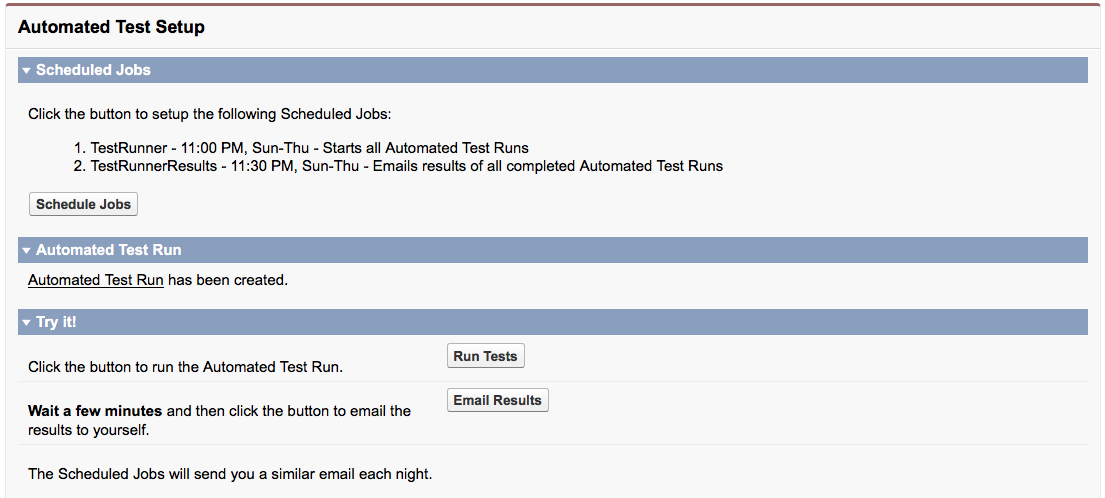 Automated Test Setup
Scheduled Jobs
Click the button to setup the following Scheduled Jobs:
1. TestRunner - 11:00 PM, Sun-Thu - Starts all Automated Test Runs
2. TestRunnerResults - 11:30 PM, Sun-Thu - Emails results of all completed Automated Test Runs
Schedule Jobs
Automated Test Run
Automated Test Run has been created.
Try it!
Click the button to run the Automated Test Run.
Run Tests
Wait a few minutes and then click the button to email the
results to yourself.
Email Results
The Scheduled Jobs will send you a similar email each night.